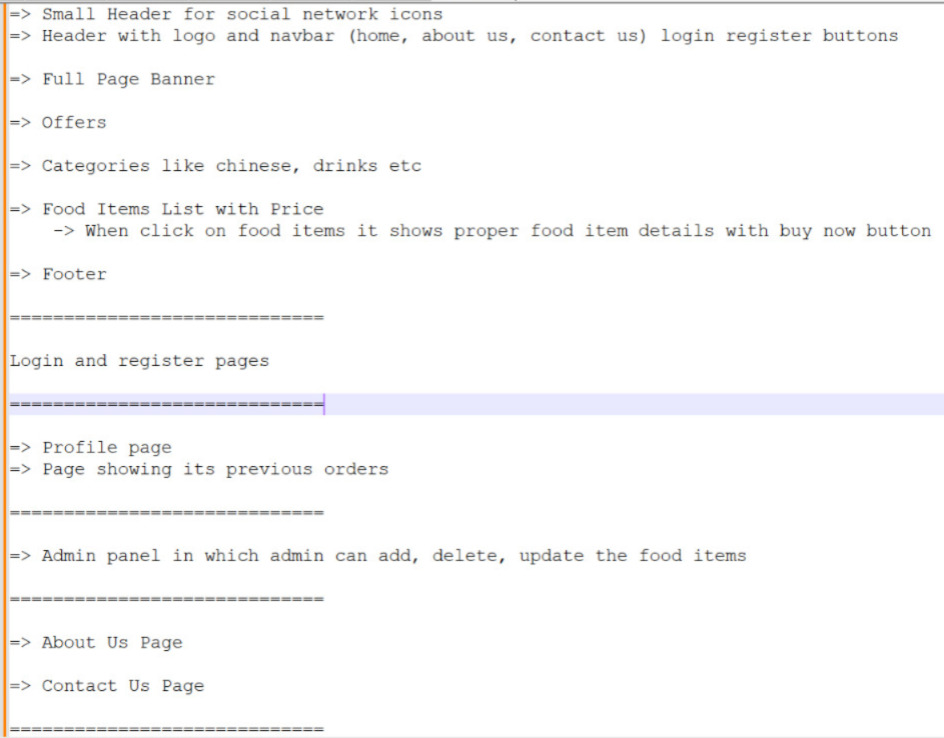 => Small Header for social network icons
=> Header with logo and navbar (home, about us, contact us) login register buttons
=> Full Page Banner
=> Offers
=> Categories like chinese, drinks etc
=> Food Items List with Price
-> When click on food items it shows proper food item details with buy now button
=> Footer
=============================
Login and register pages
=============================
=> Profile page
=> Page showing its previous orders
=============================
=> Admin panel in which admin can add, delete, update the food items
=============================
=> About Us Page
=> Contact Us Page
=============================